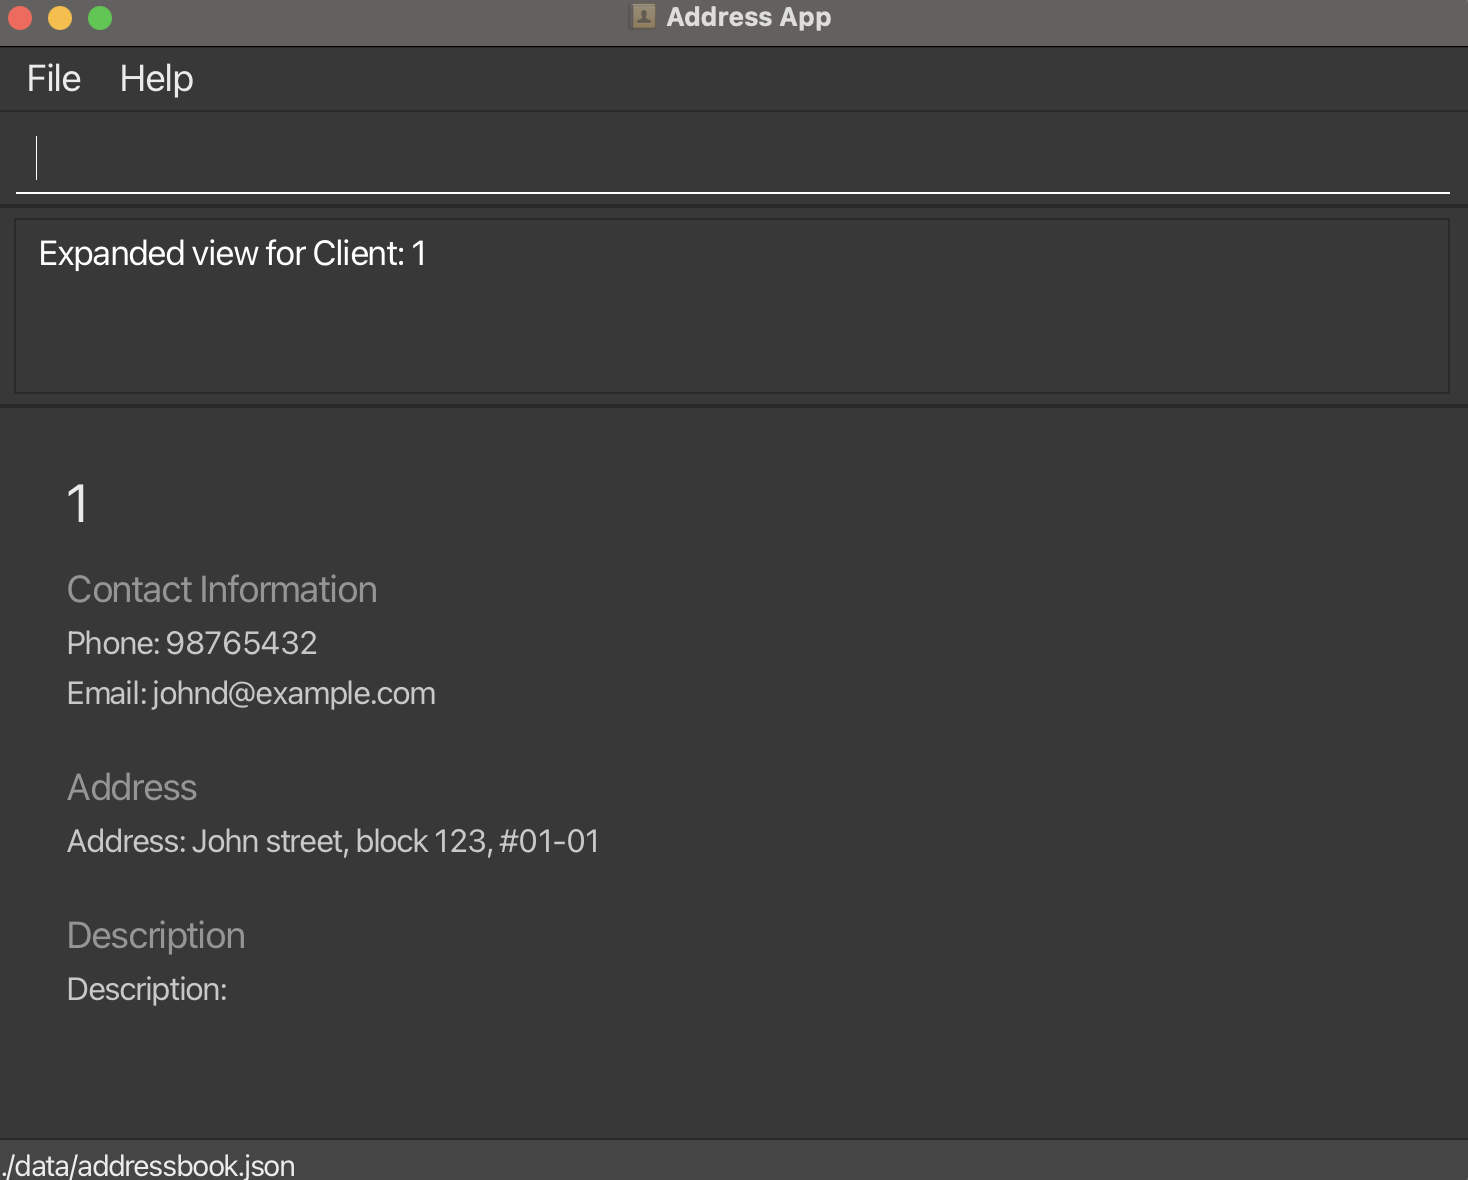 Address App
File Help
Expanded view for Client: 1
1
Contact Information
Phone: 98765432
Email: johnd@example.com
Address
Address: John street, block 123, #01-01
Description
Description:
./data/addressbook.json